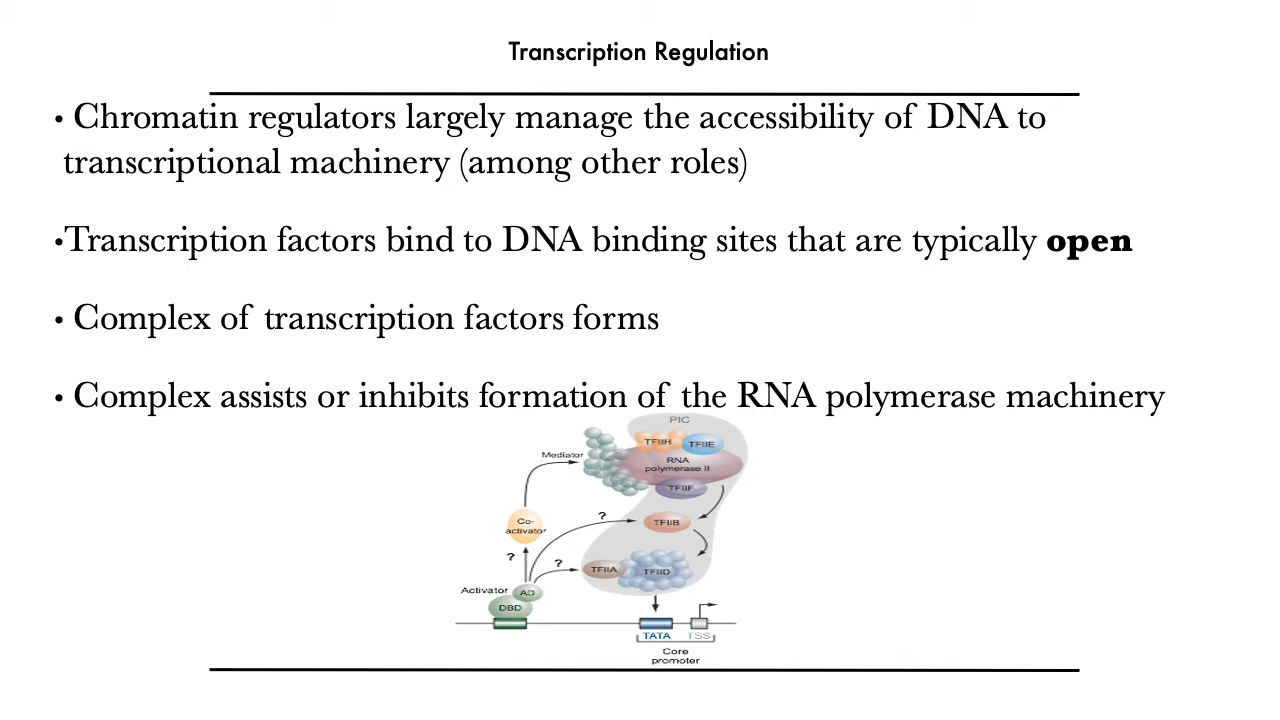 Transcription Regulation
• Chromatin regulators largely manage the accessibility of DNA to
transcriptional machinery (among other roles)
•Transcription factors bind to DNA binding sites that are typically open
• Complex of transcription factors forms
• Complex assists or inhibits formation of the RNA polymerase machinery
PIC
TFIIH
TFIIE
Mediator
RNA
polymerase II
TFIIF
Co-
activator
?
TFIIB
?
?
TFIIA
TFIID
Activator
AD
DBD
TATA
TSS
Core
promoter